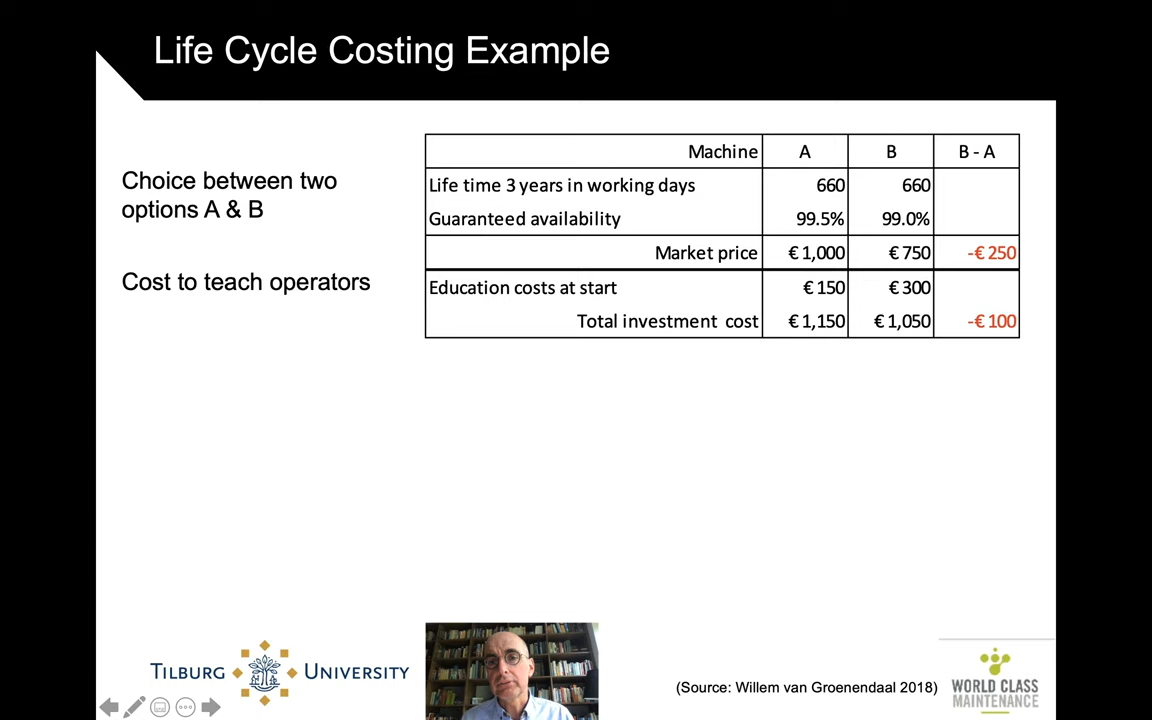 Life Cycle Costing Example
Choice between two
options A & B
Cost to teach operators
Machine A B B - A
Life time 3 years in working days 660 660
Guaranteed availability 99.5% 99.0%
Market price € 1,000 € 750 -€ 250
Education costs at start € 150 € 300
Total investment cost € 1,150 € 1,050 -€ 100
TILBURG UNIVERSITY
(Source: Willem van Groenendaal 2018)
WORLD CLASS
MAINTENANCE